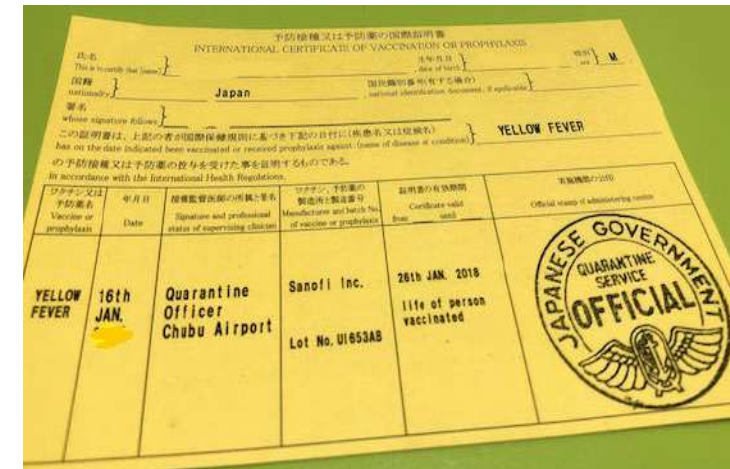 予防接種又は予防薬の国際証明書
INTERNATIONAL CERTIFICATE OF VACCINATION OR PROPHYLAXIS
氏名
This is to certify that [name]
生年月日
date of birth
性別
sex
M.
国籍
nationality
Japan
国民識別番号(有する場合)
national identification document, if applicable
署名
whose signature follows
この証明書は、上記の者が国際保健規則に基づき下記の日付に(疾患名又は症候名)
YELLOW FEVER
has on the date indicated been vaccinated or received prophylaxis against: (name of disease or condition)
の予防接種又は予防薬の投与を受けた事を証明するものである。
in accordance with the International Health Regulations.
ワクチン又は
予防薬名
Vaccine or
prophylaxis
年月日
Date
接種監督医師の所属と署名
Signature and professional
status of supervising clinician
ワクチン、予防薬の
製造所と製造番号
Manufacturer and batch No.
of vaccine or prophylaxis
証明書の有効期間
Certificate valid
from
until
実施機関の公印
Official stamp of administering centre
YELLOW
FEVER
16th
JAN.
Quarantine
Officer
Chubu Airport
Sanofi Inc.
Lot No. UI653AB
26th JAN. 2018
life of person
vaccinated
JAPANESE GOVERNMENT
QUARANTINE
SERVICE
OFFICIAL